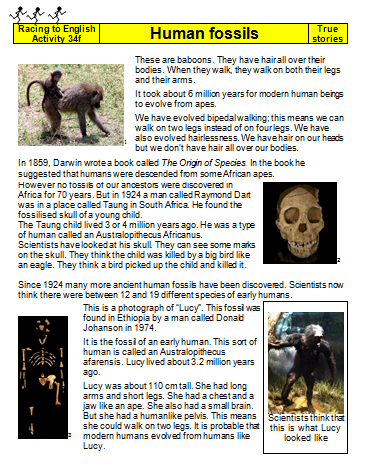 Racing to English
Activity 34f
Human fossils
True
stories
These are baboons. They have hair all over their
bodies. When they walk, they walk on both their legs
and their arms.
It took about 6 million years for modern human beings
to evolve from apes.
We have evolved bipedal walking; this means we can
walk on two legs instead of on four legs. We have
also evolved hairlessness. We have hair on our heads
but we don't have hair all over our bodies.
1
In 1859, Darwin wrote a book called The Origin of Species. In the book he
suggested that humans were descended from some African apes.
However no fossils of our ancestors were discovered in
Africa for 70 years. But in 1924 a man called Raymond Dart
was in a place called Taung in South Africa. He found the
fossilised skull of a young child.
The Taung child lived 3 or 4 million years ago. He was a type
of human called an Australopithecus Africanus.
Scientists have looked at his skull. They can see some marks
on the skull. They think the child was killed by a big bird like
an eagle. They think a bird picked up the child and killed it.
2
Since 1924 many more ancient human fossils have been discovered. Scientists now
think there were between 12 and 19 different species of early humans.
This is a photograph of "Lucy". This fossil was
found in Ethiopia by a man called Donald
Johanson in 1974.
It is the fossil of an early human. This sort of
human is called an Australopithecus
afarensis. Lucy lived about 3.2 million years
ago.
Lucy was about 110 cm tall. She had long
arms and short legs. She had a chest and a
jaw like an ape. She also had a small brain.
But she had a humanlike pelvis. This means
she could walk on two legs. It is probable that
modern humans evolved from humans like
Lucy.
Scientists think that
this is what Lucy
looked like